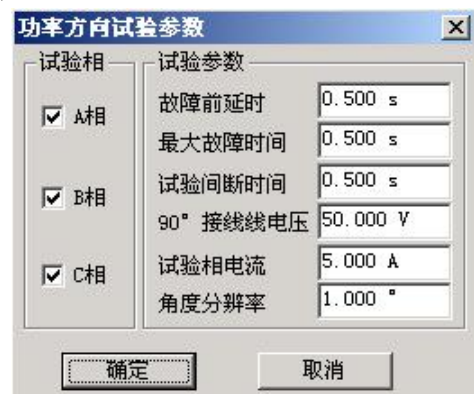 功率方向试验参数
试验相
A相
B相
C相
试验参数
故障前延时 0.500 s
最大故障时间 0.500 s
试验间断时间 0.500 s
90° 接线线电压 50.000 V
试验相电流 5.000 A
角度分辨率 1.000 °
确定 取消